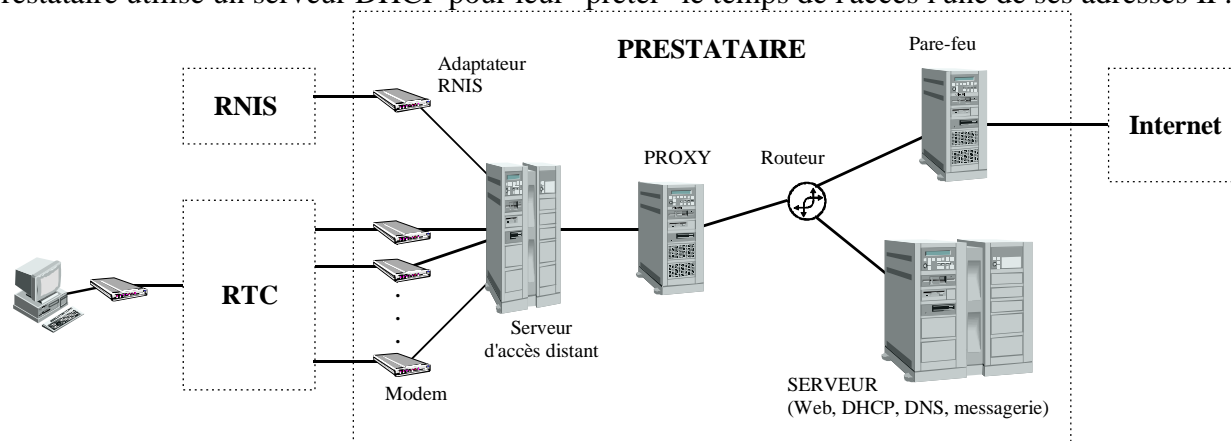 restataire utilise un serveur DHCP pour leur "prêter" le temps de l'accès l'une de ses adresses IP.
PRESTATAIRE
Pare-feu
Adaptateur
RNIS
RNIS
Internet
PROXY
Routeur
RTC
Serveur
d'accès distant
Modem
SERVEUR
(Web, DHCP, DNS, messagerie)